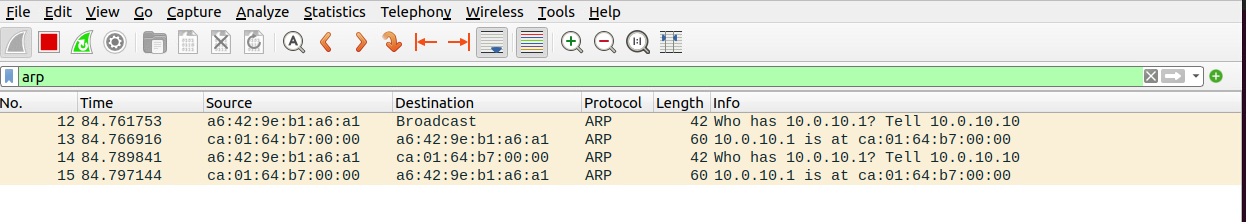 File Edit View Go Capture Analyze Statistics Telephony Wireless Tools Help
arp
No. Time Source Destination Protocol Length Info
12 84.761753 a6:42:9e:b1:a6:a1 Broadcast ARP 42 Who has 10.0.10.1? Tell 10.0.10.10
13 84.766916 ca:01:64:b7:00:00 a6:42:9e:b1:a6:a1 ARP 60 10.0.10.1 is at ca:01:64:b7:00:00
14 84.789841 a6:42:9e:b1:a6:a1 ca:01:64:b7:00:00 ARP 42 Who has 10.0.10.1? Tell 10.0.10.10
15 84.797144 ca:01:64:b7:00:00 a6:42:9e:b1:a6:a1 ARP 60 10.0.10.1 is at ca:01:64:b7:00:00